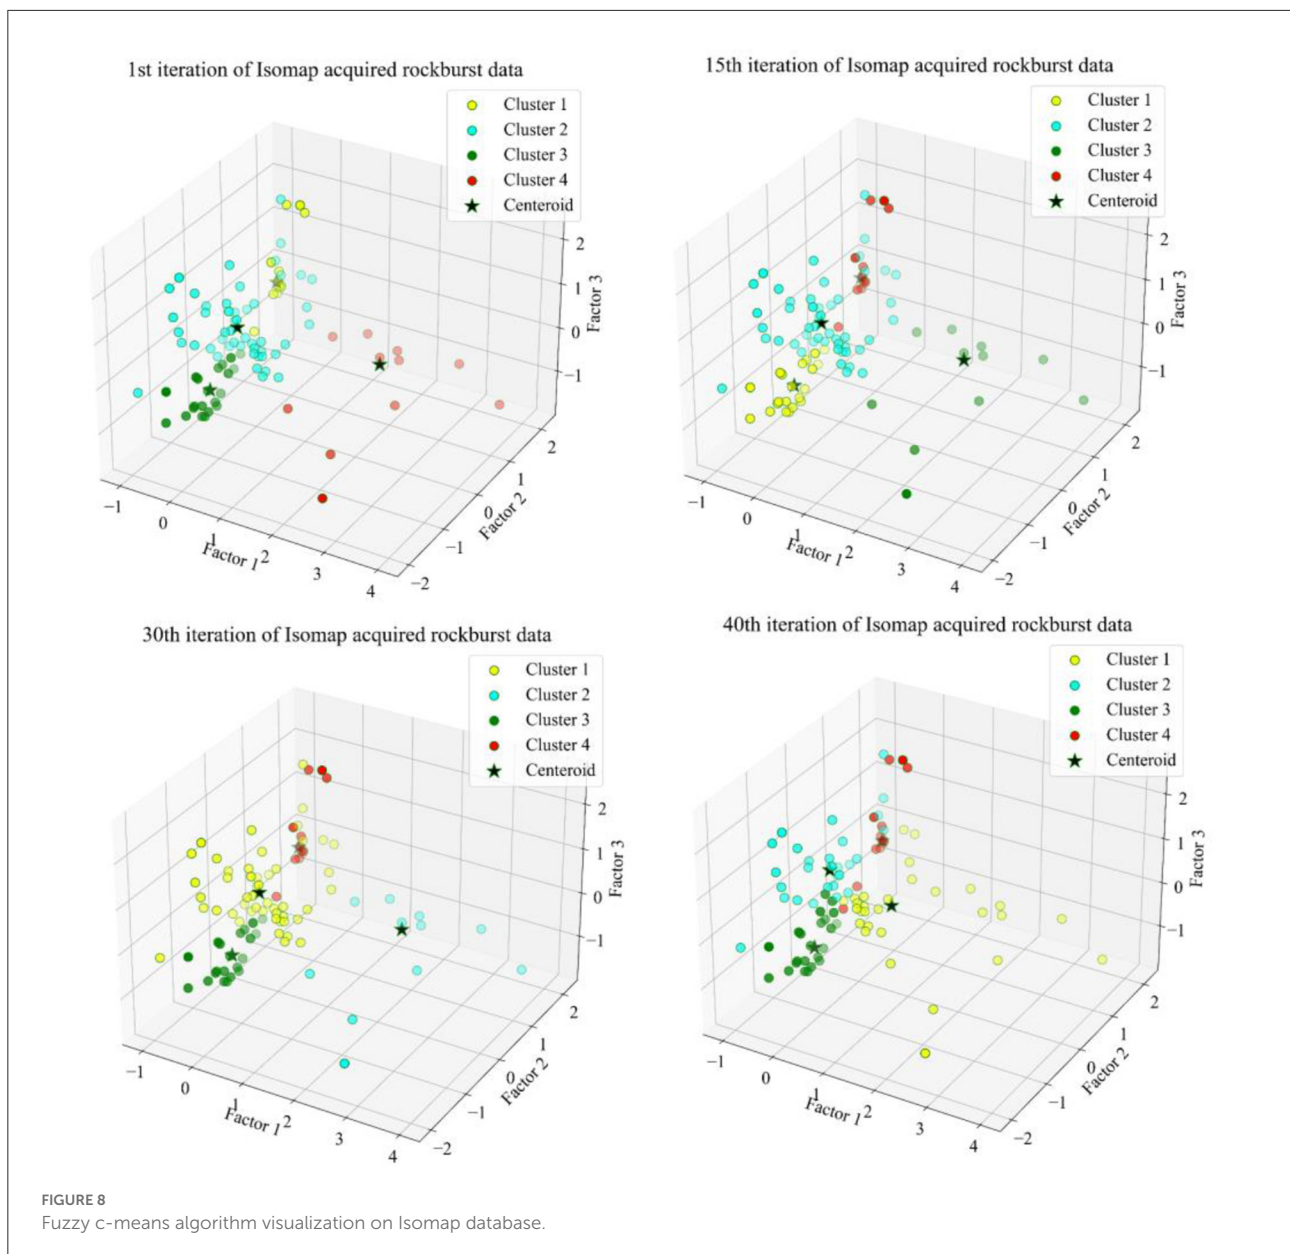 1st iteration of Isomap acquired rockburst data
Cluster 1
Cluster 2
Cluster 3
Cluster 4
Centeroid
2
1
0
−1
Factor 3
2
1
0
−1
−2
Factor 2
−1
0
1
2
3
4
Factor 1
15th iteration of Isomap acquired rockburst data
Cluster 1
Cluster 2
Cluster 3
Cluster 4
Centeroid
2
1
0
−1
Factor 3
2
1
0
−1
−2
Factor 2
−1
0
1
2
3
4
Factor 1
30th iteration of Isomap acquired rockburst data
Cluster 1
Cluster 2
Cluster 3
Cluster 4
Centeroid
2
1
0
−1
Factor 3
2
1
0
−1
−2
Factor 2
−1
0
1
2
3
4
Factor 1
40th iteration of Isomap acquired rockburst data
Cluster 1
Cluster 2
Cluster 3
Cluster 4
Centeroid
2
1
0
−1
Factor 3
2
1
0
−1
−2
Factor 2
−1
0
1
2
3
4
Factor 1
FIGURE 8
Fuzzy c-means algorithm visualization on Isomap database.